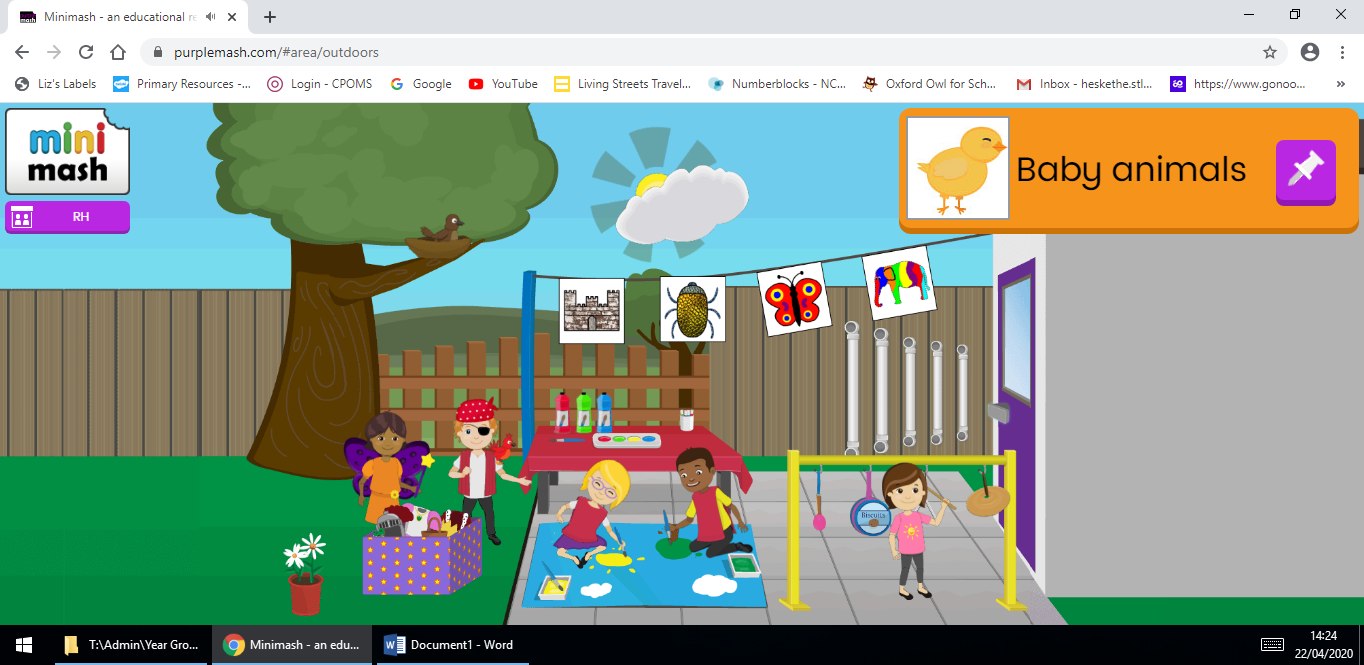 Minimash - an educational re
purplemash.com/#area/outdoors
Liz's Labels
Primary Resources -...
Login - CPOMS
Google
YouTube
Living Streets Travel...
Numberblocks - NC...
Oxford Owl for Sch...
Inbox - heskethe.stl...
https://www.gonoo...
»
mini
mash
RH
Baby animals
BISCUITS
T:\Admin\Year Gro...
Minimash - an edu...
Document1 - Word
14:24
22/04/2020